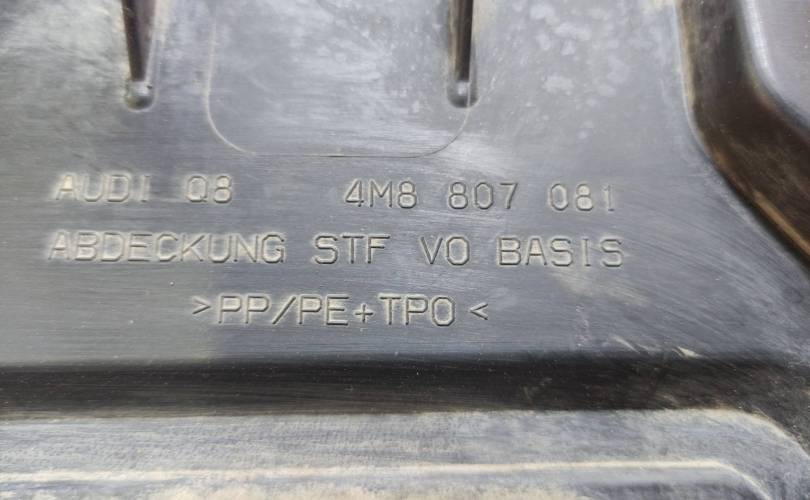 AUDI Q8 4M8 807 081
ABDECKUNG STF VO BASIS
>PP/PE+TPO<